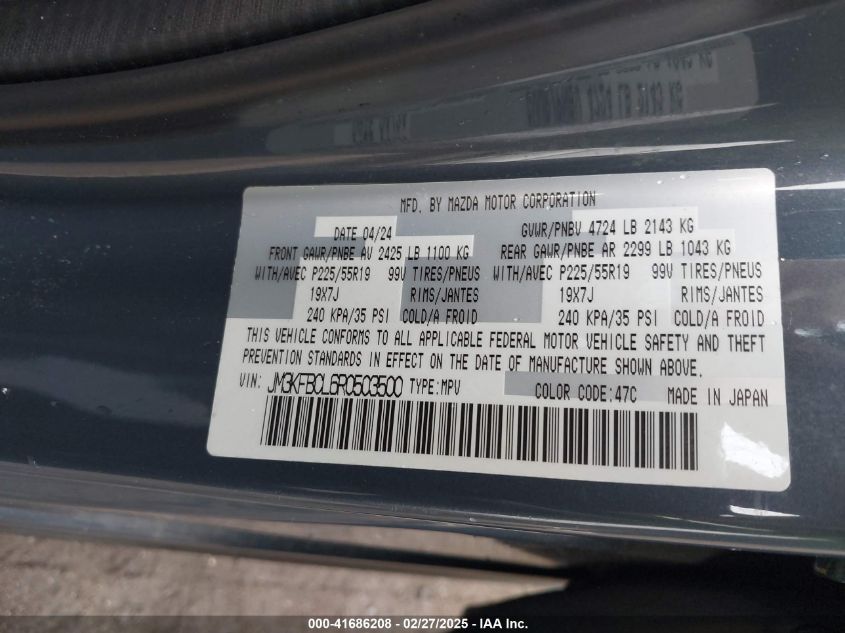 MFD. BY MAZDA MOTOR CORPORATION
DATE 04/24 GVWR/PNBV 4724 LB 2143 KG
FRONT GAWR/PNBE AV 2425 LB 1100 KG REAR GAWR/PNBE AR 2299 LB 1043 KG
WITH/AVEC P225/55R19 99V TIRES/PNEUS WITH/AVEC P225/55R19 99V TIRES/PNEUS
19X7J RIMS/JANTES 19X7J RIMS/JANTES
240 KPA/35 PSI COLD/A FROID 240 KPA/35 PSI COLD/A FROID
THIS VEHICLE CONFORMS TO ALL APPLICABLE FEDERAL MOTOR VEHICLE SAFETY AND THEFT
PREVENTION STANDARDS IN EFFECT ON THE DATE OF MANUFACTURE SHOWN ABOVE.
VIN: JM3KFBCL6R0503500 TYPE:MPV COLOR CODE:47C MADE IN JAPAN
000-41686208 - 02/27/2025 - IAA Inc.